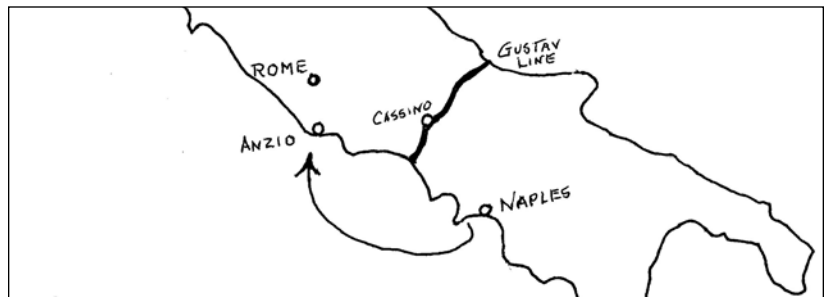 GUSTAV
LINE
ROME
CASSINO
ANZIO
NAPLES